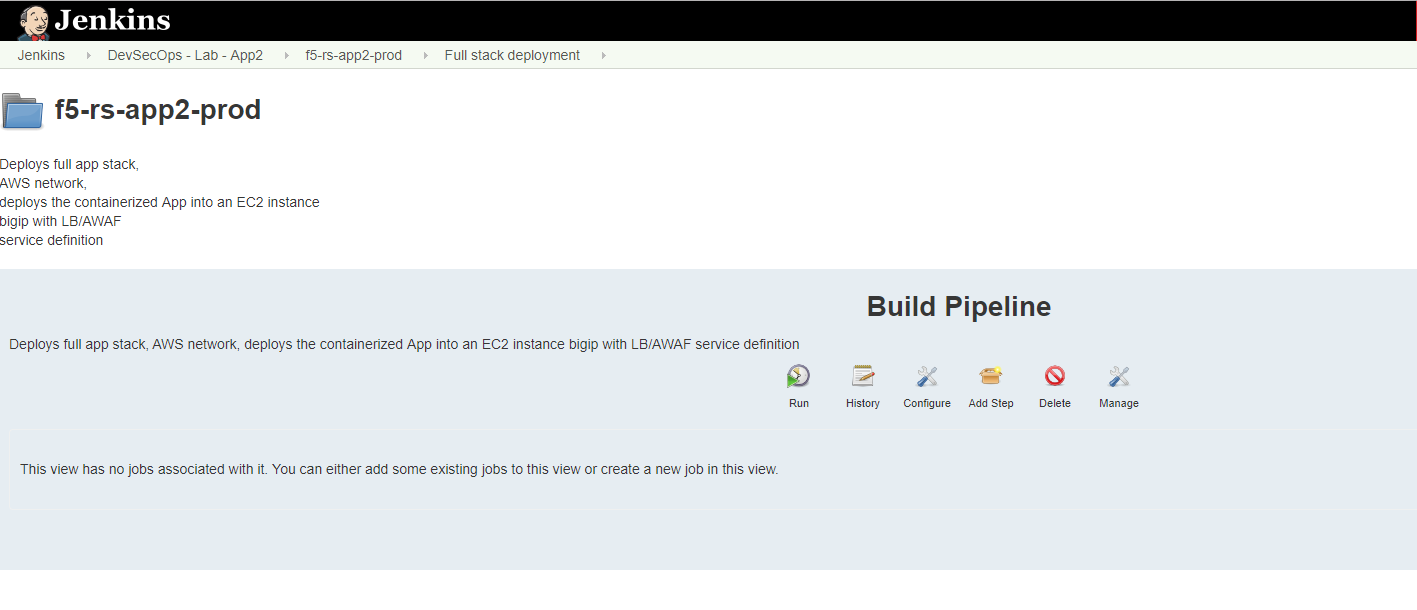 Jenkins
Jenkins DevSecOps - Lab - App2 f5-rs-app2-prod Full stack deployment
f5-rs-app2-prod
Deploys full app stack,
AWS network,
deploys the containerized App into an EC2 instance
bigip with LB/AWAF
service definition
Build Pipeline
Deploys full app stack, AWS network, deploys the containerized App into an EC2 instance bigip with LB/AWAF service definition
Run History Configure Add Step Delete Manage
This view has no jobs associated with it. You can either add some existing jobs to this view or create a new job in this view.